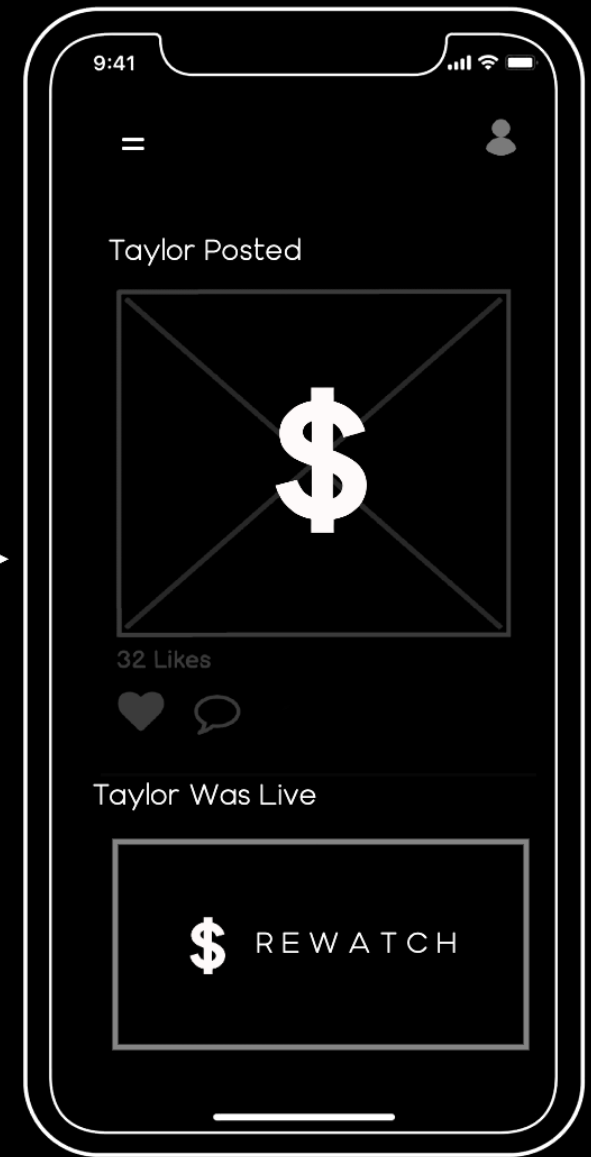 9:41
Taylor Posted
$
32 Likes
Taylor Was Live
$ REWATCH